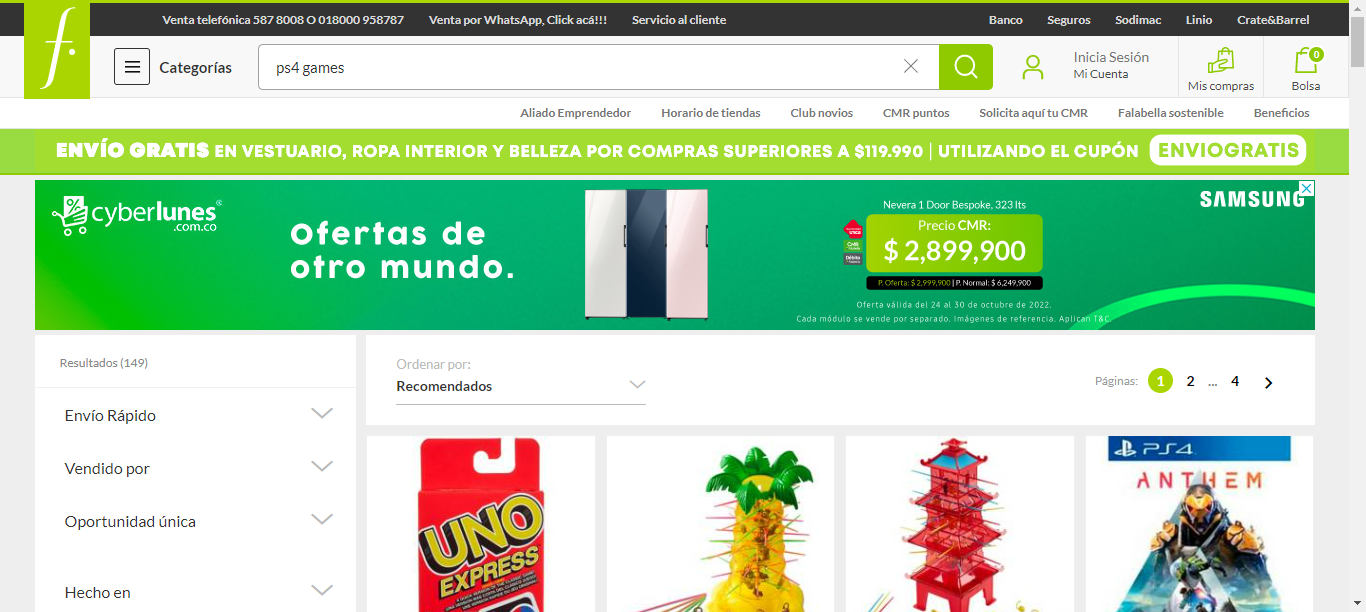 Venta telefónica 587 8008 O 018000 958787
Venta por WhatsApp, Click acá!!!
Servicio al cliente
Banco
Seguros
Sodimac
Linio
Crate&Barrel
f.
Categorías
ps4 games
Inicia Sesión
Mi Cuenta
Mis compras
0
Bolsa
Aliado Emprendedor
Horario de tiendas
Club novios
CMR puntos
Solicita aquí tu CMR
Falabella sostenible
Beneficios
ENVÍO GRATIS EN VESTUARIO, ROPA INTERIOR Y BELLEZA POR COMPRAS SUPERIORES A $119.990 | UTILIZANDO EL CUPÓN ENVIOGRATIS
cyberlunes®
.com.co
Ofertas de
otro mundo.
Nevera 1 Door Bespoke, 323 lts
Precio CMR:
$ 2,899,900
P. Oferta: $ 2,999,900 | P. Normal: $ 6,249,900
Oferta válida del 24 al 30 de octubre de 2022.
Cada módulo se vende por separado. Imágenes de referencia. Aplican T&C.
SAMSUNG
Resultados (149)
Envío Rápido
Vendido por
Oportunidad única
Hecho en
Ordenar por:
Recomendados
Páginas:
1
2
...
4
UNO
EXPRESS
PS4
ANTHEM